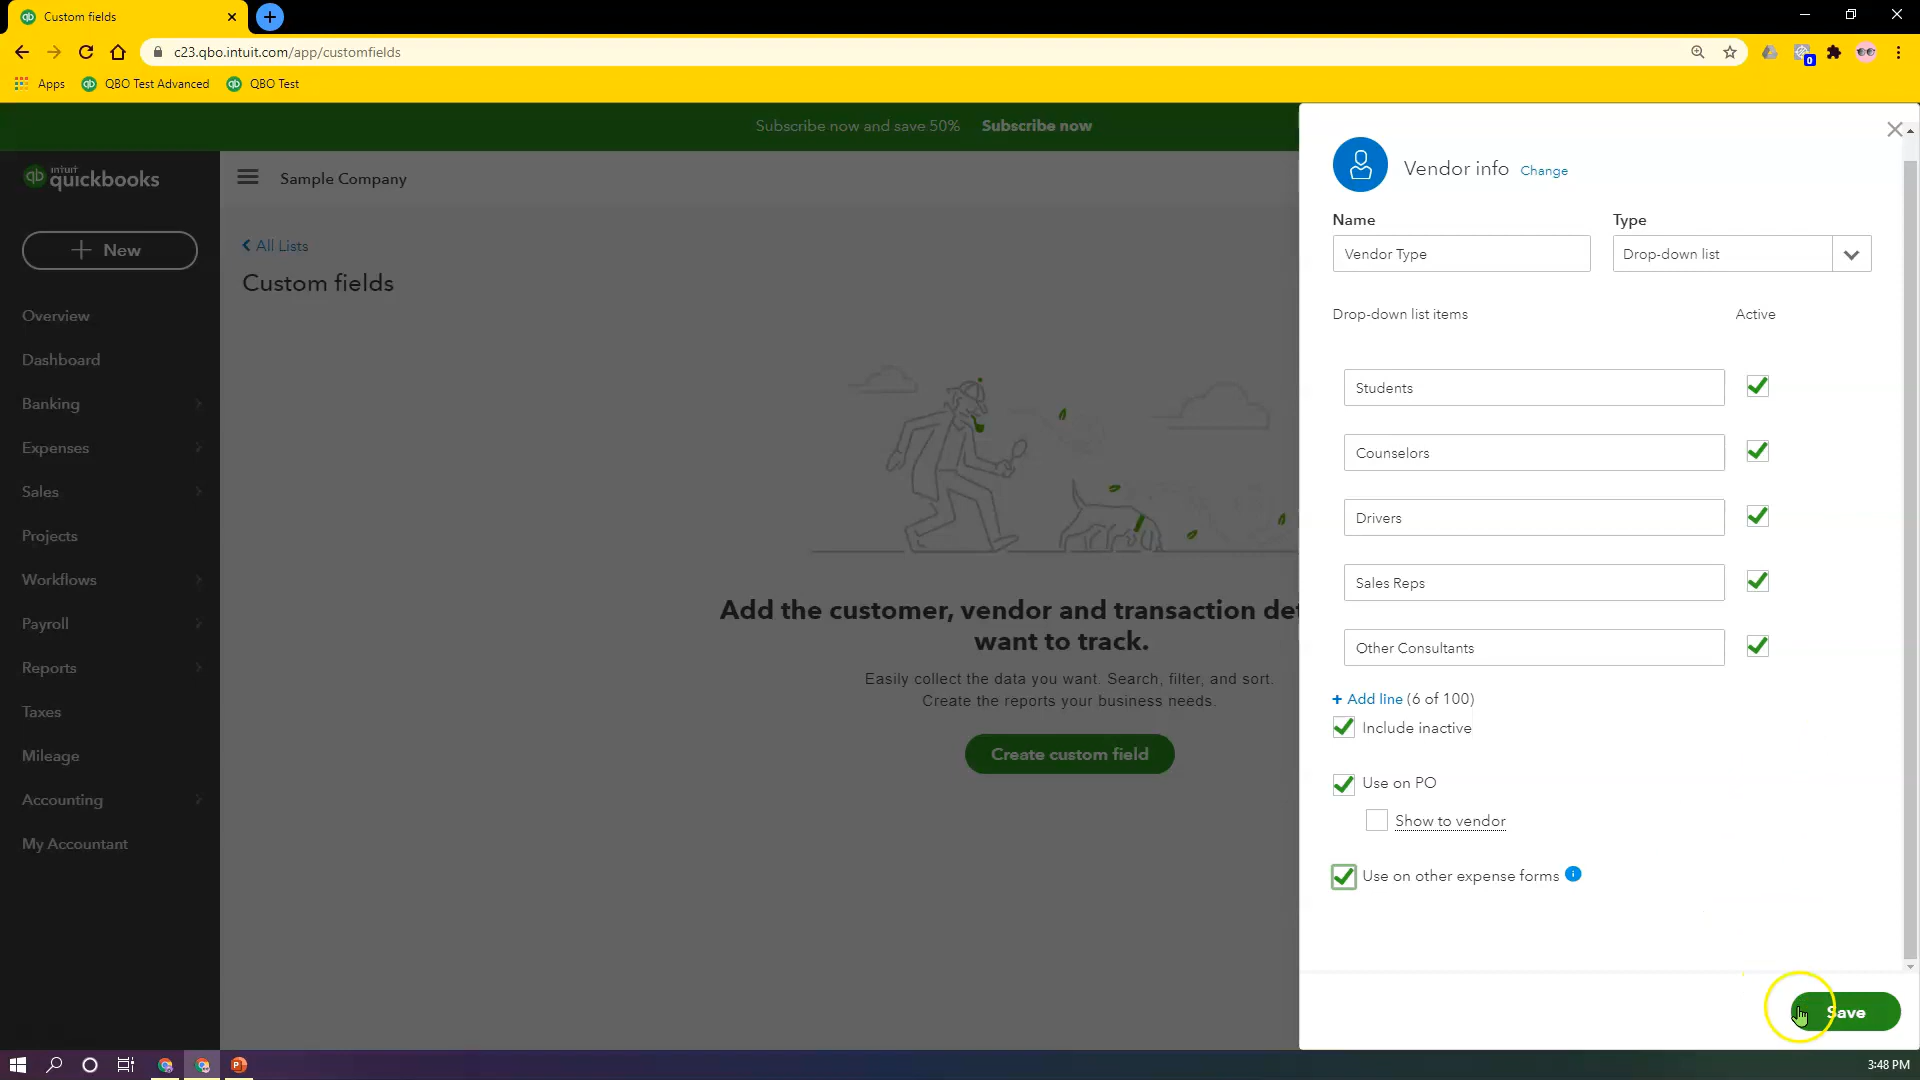 Custom fields
c23.qbo.intuit.com/app/customfields
Apps
QBO Test Advanced
QBO Test
0
Subscribe now and save 50% Subscribe now
qb intuit quickbooks
Sample Company
New
All Lists
Custom fields
Overview
Dashboard
Banking
Expenses
Sales
Projects
Workflows
Payroll
Reports
Taxes
Mileage
Accounting
My Accountant
Add the customer, vendor and transaction det
want to track.
Easily collect the data you want. Search, filter, and sort.
Create the reports your business needs.
Create custom field
Vendor info Change
Name Type
Vendor Type Drop-down list
Drop-down list items Active
Students
Counselors
Drivers
Sales Reps
Other Consultants
+ Add line (6 of 100)
Include inactive
Use on PO
Show to vendor
Use on other expense forms
Save
3:48 PM